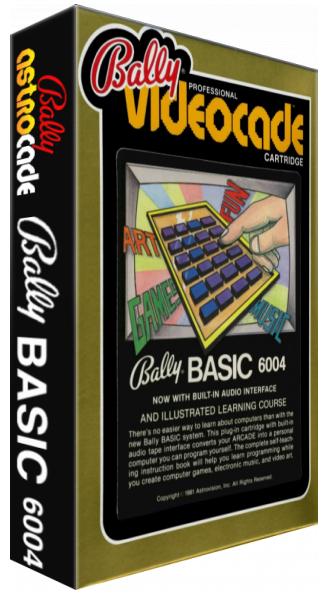 Bally
astrocade
Bally BASIC 6004
Bally
PROFESSIONAL
Videocade
CARTRIDGE
FUN!
ART
GAMES
MUSIC
Bally BASIC 6004
NOW WITH BUILT-IN AUDIO INTERFACE
AND ILLUSTRATED LEARNING COURSE
There's no easier way to learn about computers than with the
new Bally BASIC system. This plug-in cartridge with built-in
audio tape interface converts your ARCADE into a personal
computer you can program yourself. The complete self-teach-
ing instruction book will help you learn programming while
you create computer games, electronic music, and video art.
Copyright © 1981 Astrovision, Inc. All Rights Reserved.